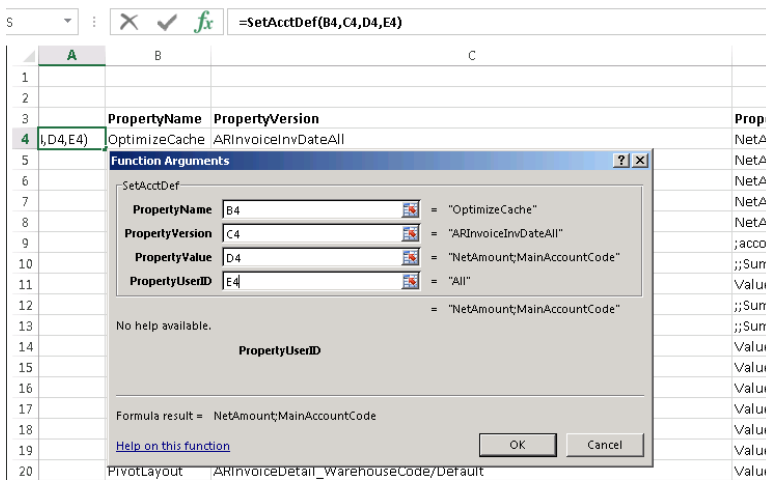 S fx =SetAcctDef(B4,C4,D4,E4)
A B C
1
2
3 PropertyName PropertyVersion Prop
4 ,D4,E4) OptimizeCache ARInvoiceInvDateAll NetA
5 Function Arguments ? X NetA
6 SetAcctDef NetA
7 PropertyName B4 = "OptimizeCache" NetA
8 PropertyVersion C4 = "ARInvoiceInvDateAll" NetA
9 PropertyValue D4 = "NetAmount;MainAccountCode" ;acco
10 PropertyUserID E4 = "All" ;;Sum
11 = "NetAmount;MainAccountCode" Value
12 No help available. ;;Sum
13 ;;Sum
14 PropertyUserID Value
15 Value
16 Value
17 Formula result = NetAmount;MainAccountCode Value
18 Value
19 Help on this function OK Cancel Value
20 PivotLayout ARInvoiceDetail_WarehouseCode/Default Value